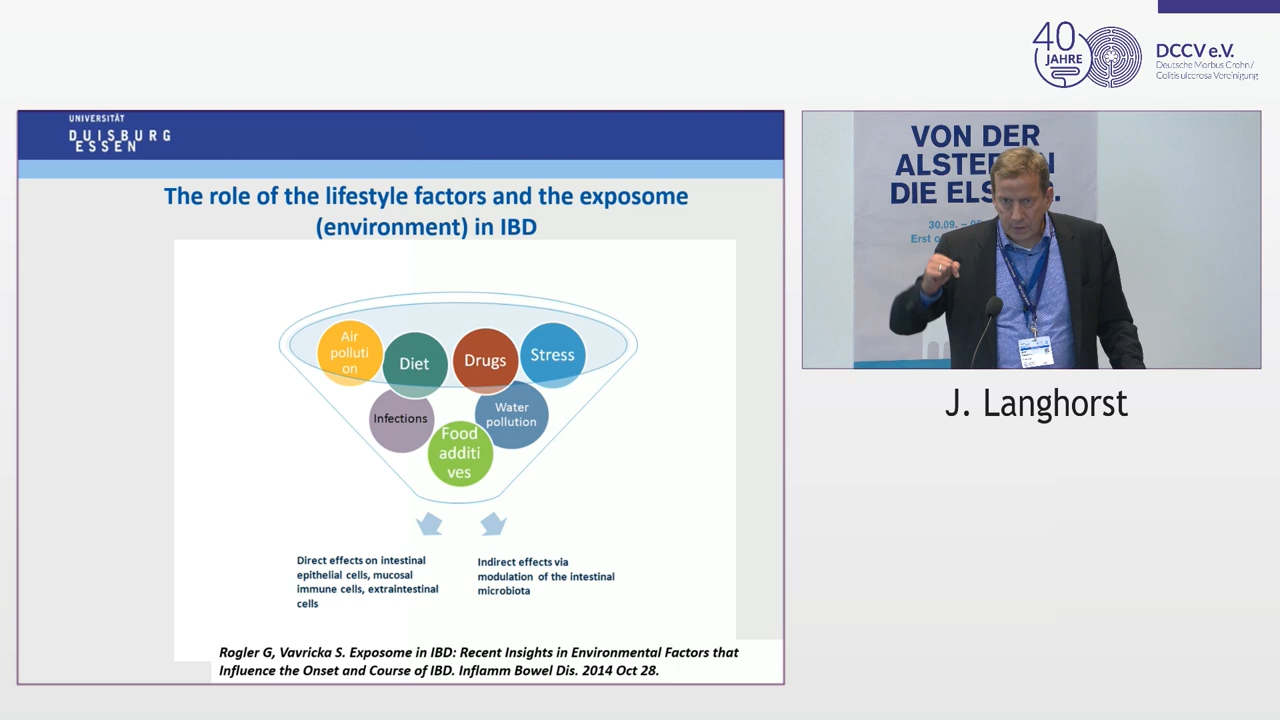 40
JAHRE
DCCV e.V.
Deutsche Morbus Crohn /
Colitis ulcerosa Vereinigung
UNIVERSITÄT
DUISBURG
ESSEN
The role of the lifestyle factors and the exposome
(environment) in IBD
Air
polluti
on
Diet
Drugs
Stress
Infections
Water
pollution
Food
additi
ves
Direct effects on intestinal
epithelial cells, mucosal
immune cells, extraintestinal
cells
Indirect effects via
modulation of the intestinal
microbiota
Rogler G, Vavricka S. Exposome in IBD: Recent Insights in Environmental Factors that
Influence the Onset and Course of IBD. Inflamm Bowel Dis. 2014 Oct 28.
VON DER
ALSTER
DIE
30.09. –
Erst
J. Langhorst